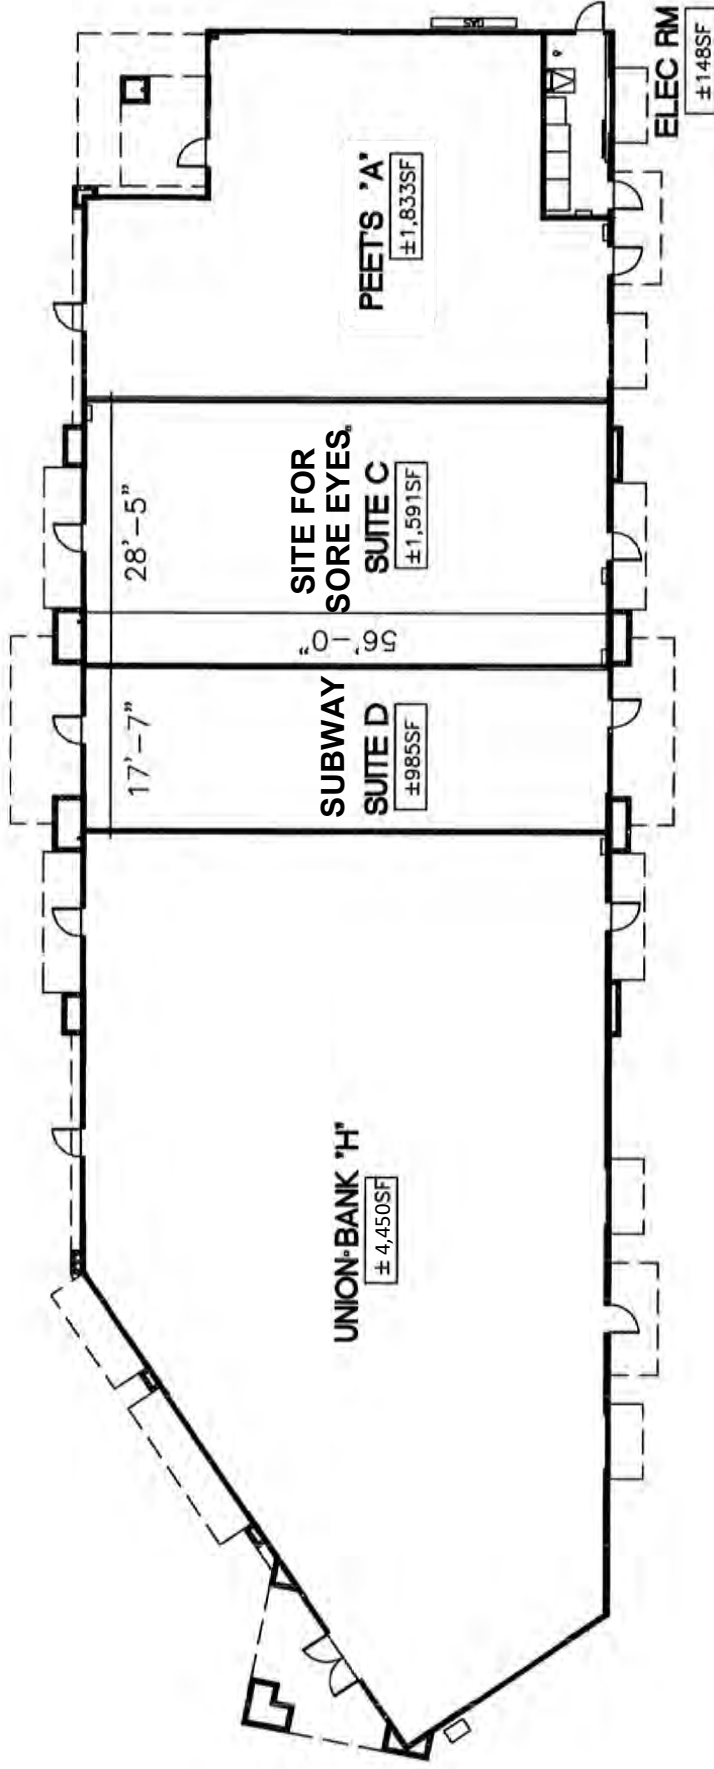 UNION·BANK "H"
± 4,450SF
17'-7"
SUBWAY
SUITE D
±985SF
28'-5"
56'-0"
SITE FOR
SORE EYES
SUITE C
±1,591SF
PEET'S 'A'
±1,833SF
GAS
ELEC RM
±148SF